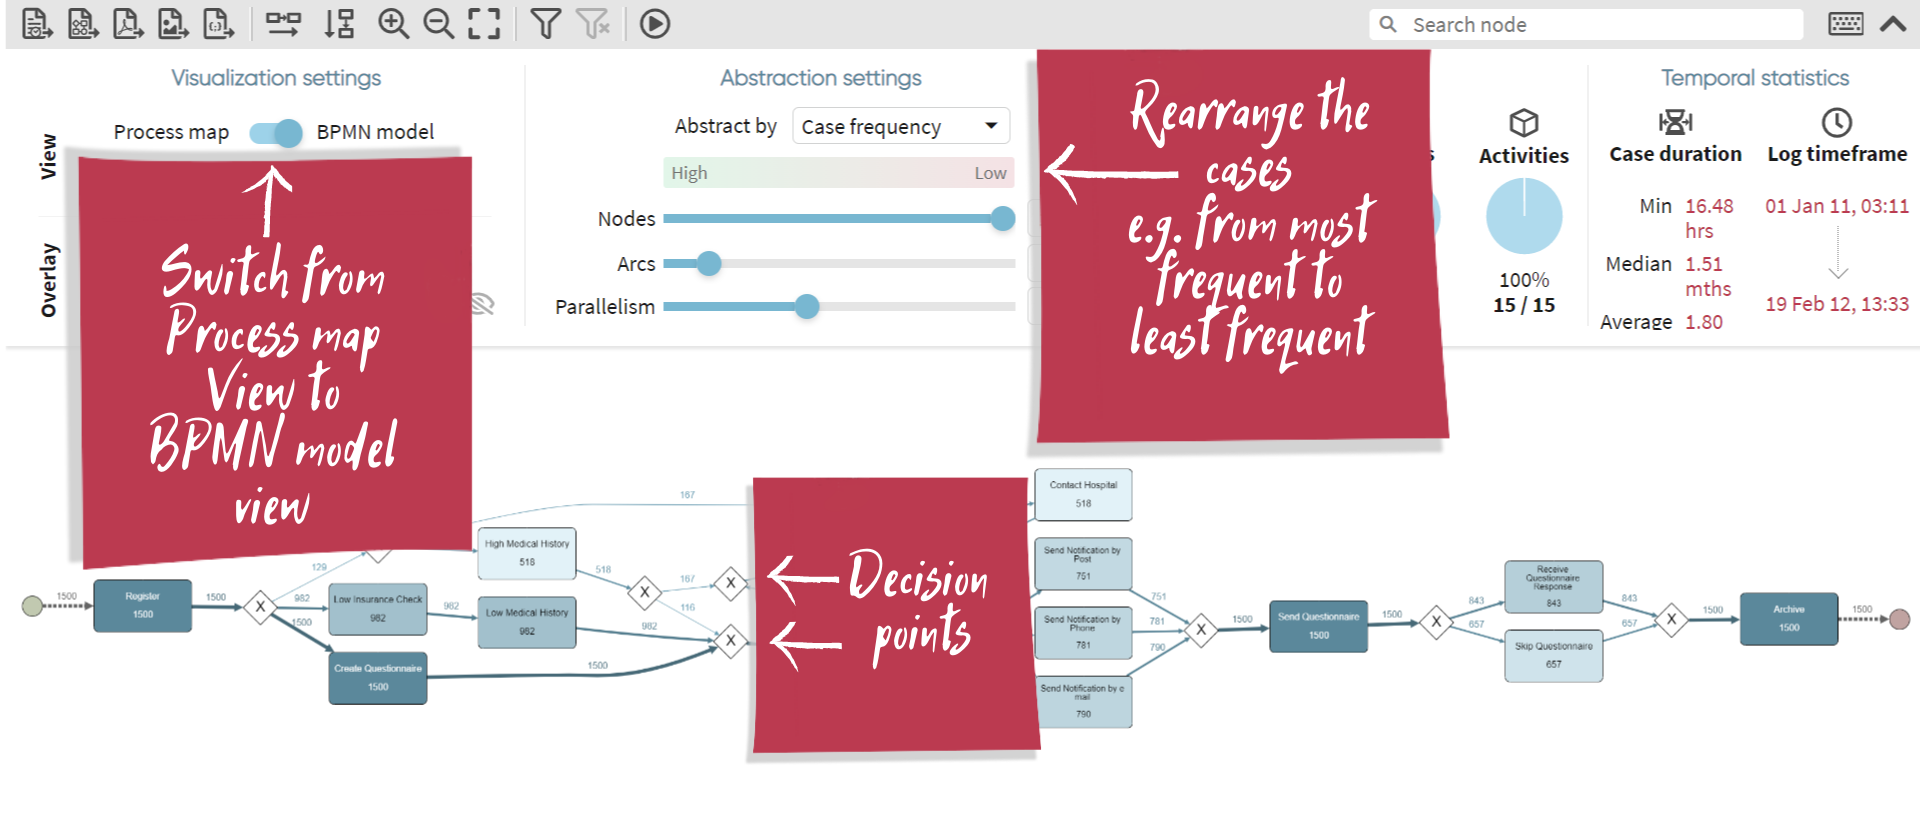 Search node
Visualization settings
Abstraction settings
Temporal statistics
View
Process map
BPMN model
Abstract by
Case frequency
High
Low
Nodes
Arcs
Parallelism
Overlay
s
Activities
100%
15 / 15
Case duration
Log timeframe
Min
16.48
hrs
Median
1.51
mths
Average
1.80
01 Jan 11, 03:11
19 Feb 12, 13:33
Switch from
Process map
View to
BPMN model
view
Rearrange the
cases
e.g. from most
frequent to
least frequent
Decision
points
1500
Register
1500
1500
X
129
982
1500
Low Insurance Check
982
Create Questionnaire
1500
982
High Medical History
518
Low Medical History
982
167
518
X
167
116
982
1500
X
X
Contact Hospital
518
Send Notification by
Post
751
Send Notification by
Phone
781
Send Notification by e
mail
790
751
781
790
X
1500
Send Questionnaire
1500
1500
X
843
657
Receive
Questionnaire
Response
843
Skip Questionnaire
657
843
657
X
1500
Archive
1500
1500